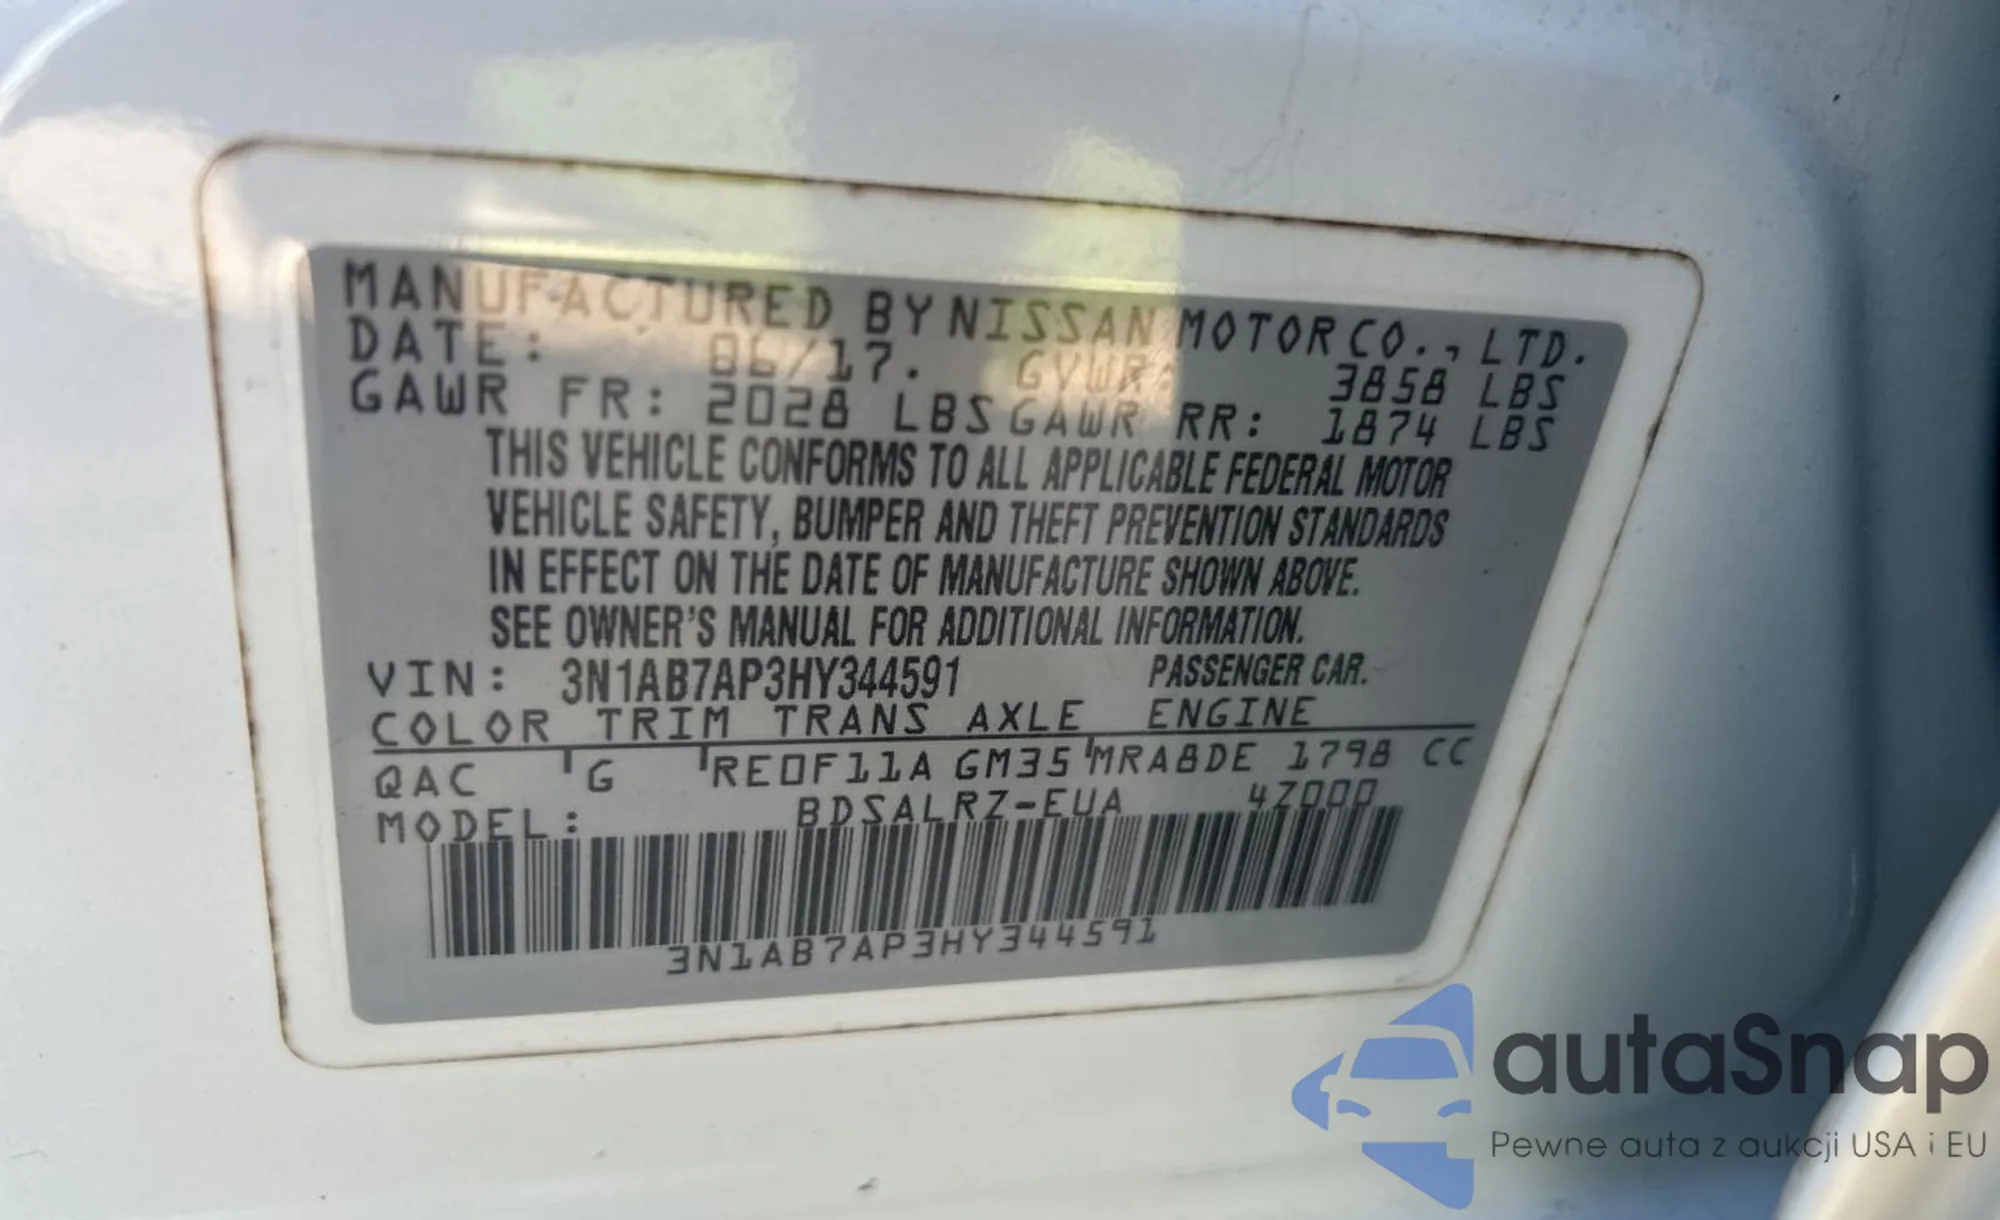 MANUFACTURED BY NISSAN MOTOR CO., LTD.
DATE: 06/17. GVWR: 3858 LBS
GAWR FR: 2028 LBS GAWR RR: 1874 LBS
THIS VEHICLE CONFORMS TO ALL APPLICABLE FEDERAL MOTOR
VEHICLE SAFETY, BUMPER AND THEFT PREVENTION STANDARDS
IN EFFECT ON THE DATE OF MANUFACTURE SHOWN ABOVE.
SEE OWNER'S MANUAL FOR ADDITIONAL INFORMATION.
VIN: 3N1AB7AP3HY344591 PASSENGER CAR.
COLOR TRIM TRANS AXLE ENGINE
QAC G RE0F11A GM35 MRA8DE 1798 CC
MODEL: BDSALRZ-EUA 4Z000
3N1AB7AP3HY344591
autaSnap
Pewne auta z aukcji USA i EU